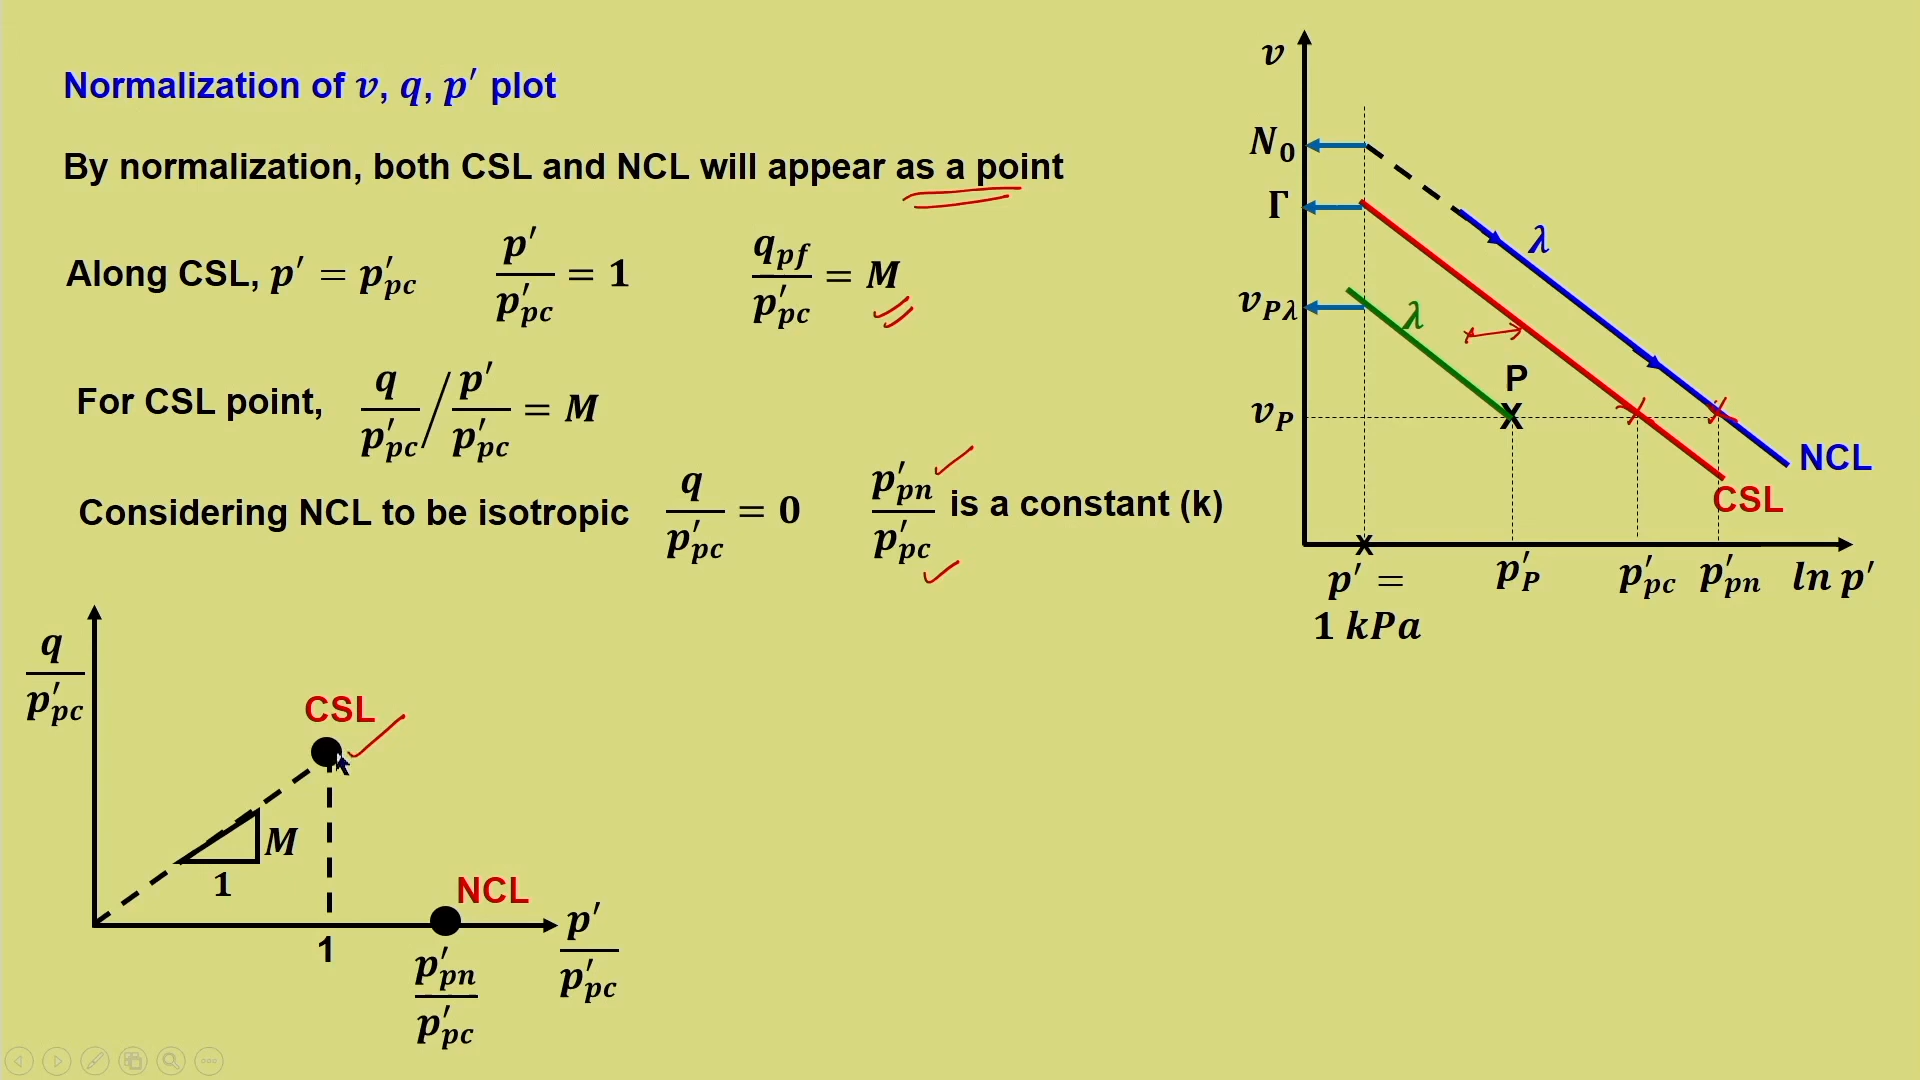 Normalization of v, q, p′ plot
By normalization, both CSL and NCL will appear as a point
Along CSL, p′ = p′pc p′/p′pc = 1 qpf/p′pc = M
For CSL point, q/p′pc / p′/p′pc = M
Considering NCL to be isotropic q/p′pc = 0 p′pn/p′pc is a constant (k)
v
N0
Γ
λ
vPλ
λ
P
X
vP
NCL
CSL
x
p′ =
1 kPa
p′P
p′pc
p′pn
ln p′
q/p′pc
CSL
M
1
NCL
1
p′pn/p′pc
p′/p′pc